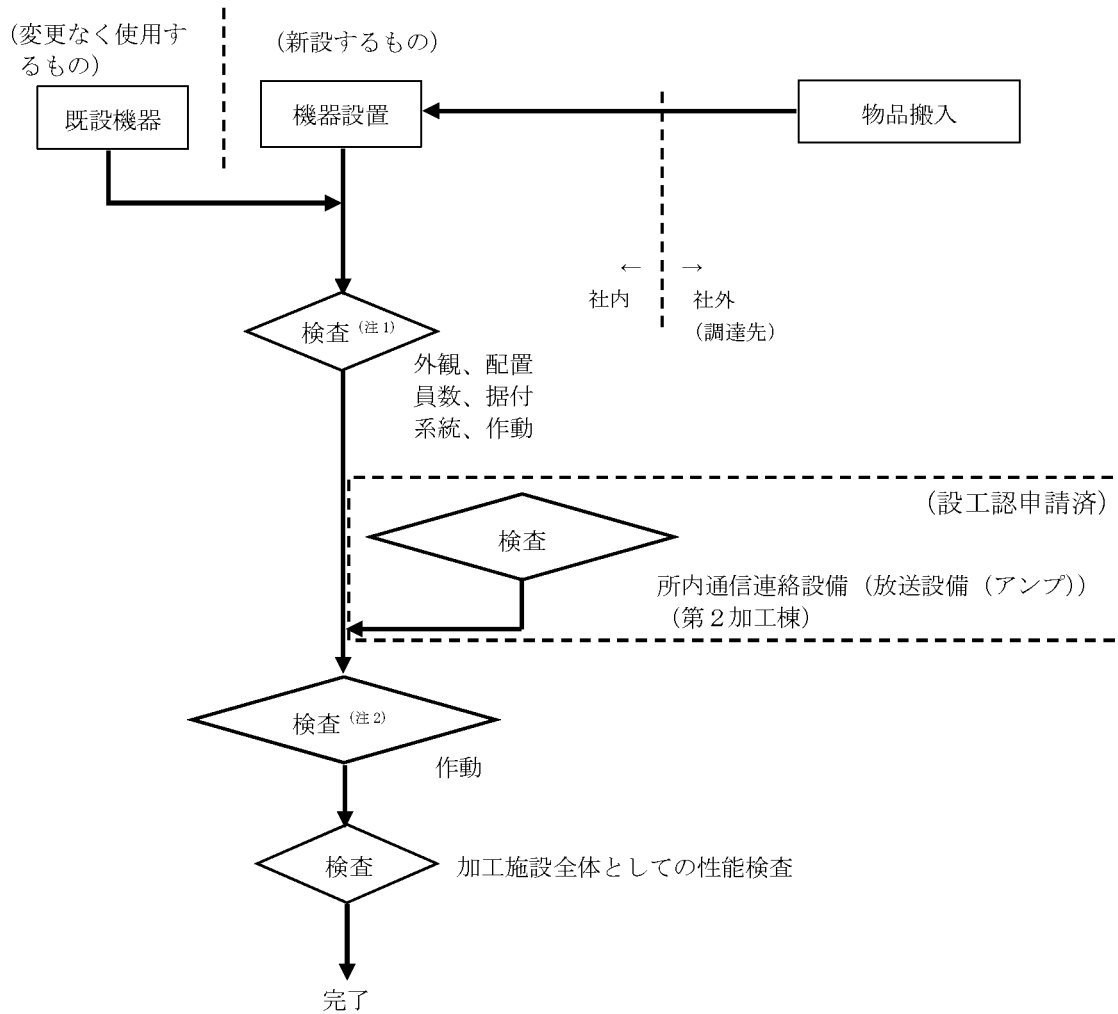 (変更なく使用す
るもの)
(新設するもの)
既設機器
機器設置
物品搬入
← →
社内 社外
(調達先)
検査(注1)
外観、配置
員数、据付
系統、作動
(設工認申請済)
検査
所内通信連絡設備(放送設備(アンプ))
(第2加工棟)
検査(注2)
作動
検査
加工施設全体としての性能検査
完了